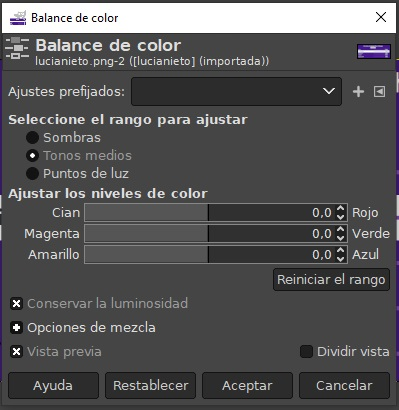 Balance de color
Balance de color
lucianieto.png-2 ([lucianieto] (importada))
Ajustes prefijados:
Seleccione el rango para ajustar
Sombras
Tonos medios
Puntos de luz
Ajustar los niveles de color
Cian 0,0 Rojo
Magenta 0,0 Verde
Amarillo 0,0 Azul
Reiniciar el rango
Conservar la luminosidad
Opciones de mezcla
Vista previa Dividir vista
Ayuda Restablecer Aceptar Cancelar